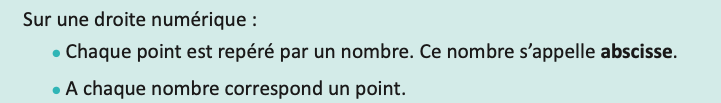 Sur une droite numérique :
• Chaque point est repéré par un nombre. Ce nombre s’appelle abscisse.
• A chaque nombre correspond un point.